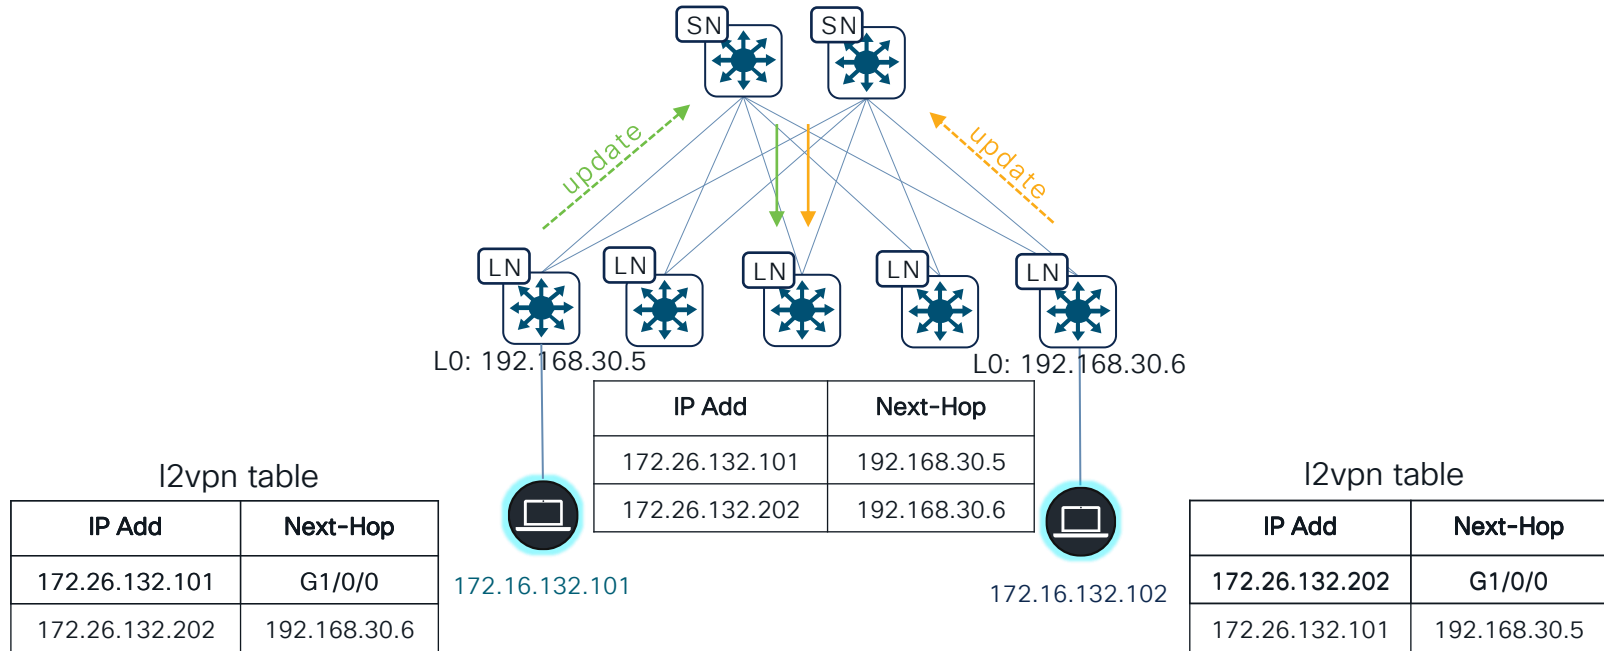 SN
SN
update
update
LN
LN
LN
LN
LN
L0: 192.168.30.5
L0: 192.168.30.6
IP Add Next-Hop
172.26.132.101 192.168.30.5
172.26.132.202 192.168.30.6
l2vpn table
IP Add Next-Hop
172.26.132.101 G1/0/0
172.26.132.202 192.168.30.6
172.16.132.101
172.16.132.102
l2vpn table
IP Add Next-Hop
172.26.132.202 G1/0/0
172.26.132.101 192.168.30.5